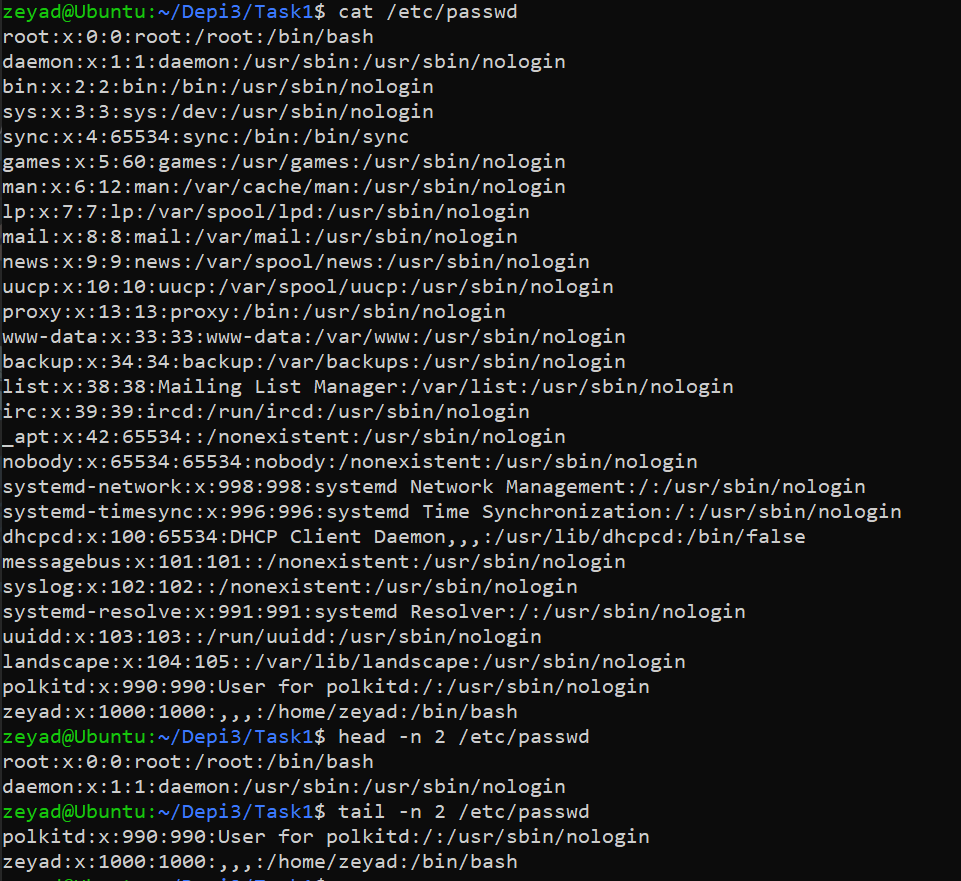 zeyad@Ubuntu:~/Depi3/Task1$ cat /etc/passwd
root:x:0:0:root:/root:/bin/bash
daemon:x:1:1:daemon:/usr/sbin:/usr/sbin/nologin
bin:x:2:2:bin:/bin:/usr/sbin/nologin
sys:x:3:3:sys:/dev:/usr/sbin/nologin
sync:x:4:65534:sync:/bin:/bin/sync
games:x:5:60:games:/usr/games:/usr/sbin/nologin
man:x:6:12:man:/var/cache/man:/usr/sbin/nologin
lp:x:7:7:lp:/var/spool/lpd:/usr/sbin/nologin
mail:x:8:8:mail:/var/mail:/usr/sbin/nologin
news:x:9:9:news:/var/spool/news:/usr/sbin/nologin
uucp:x:10:10:uucp:/var/spool/uucp:/usr/sbin/nologin
proxy:x:13:13:proxy:/bin:/usr/sbin/nologin
www-data:x:33:33:www-data:/var/www:/usr/sbin/nologin
backup:x:34:34:backup:/var/backups:/usr/sbin/nologin
list:x:38:38:Mailing List Manager:/var/list:/usr/sbin/nologin
irc:x:39:39:ircd:/run/ircd:/usr/sbin/nologin
_apt:x:42:65534::/nonexistent:/usr/sbin/nologin
nobody:x:65534:65534:nobody:/nonexistent:/usr/sbin/nologin
systemd-network:x:998:998:systemd Network Management:/:/usr/sbin/nologin
systemd-timesync:x:996:996:systemd Time Synchronization:/:/usr/sbin/nologin
dhcpcd:x:100:65534:DHCP Client Daemon,,,:/usr/lib/dhcpcd:/bin/false
messagebus:x:101:101::/nonexistent:/usr/sbin/nologin
syslog:x:102:102::/nonexistent:/usr/sbin/nologin
systemd-resolve:x:991:991:systemd Resolver:/:/usr/sbin/nologin
uuidd:x:103:103::/run/uuidd:/usr/sbin/nologin
landscape:x:104:105::/var/lib/landscape:/usr/sbin/nologin
polkitd:x:990:990:User for polkitd:/:/usr/sbin/nologin
zeyad:x:1000:1000:,,,:/home/zeyad:/bin/bash
zeyad@Ubuntu:~/Depi3/Task1$ head -n 2 /etc/passwd
root:x:0:0:root:/root:/bin/bash
daemon:x:1:1:daemon:/usr/sbin:/usr/sbin/nologin
zeyad@Ubuntu:~/Depi3/Task1$ tail -n 2 /etc/passwd
polkitd:x:990:990:User for polkitd:/:/usr/sbin/nologin
zeyad:x:1000:1000:,,,:/home/zeyad:/bin/bash